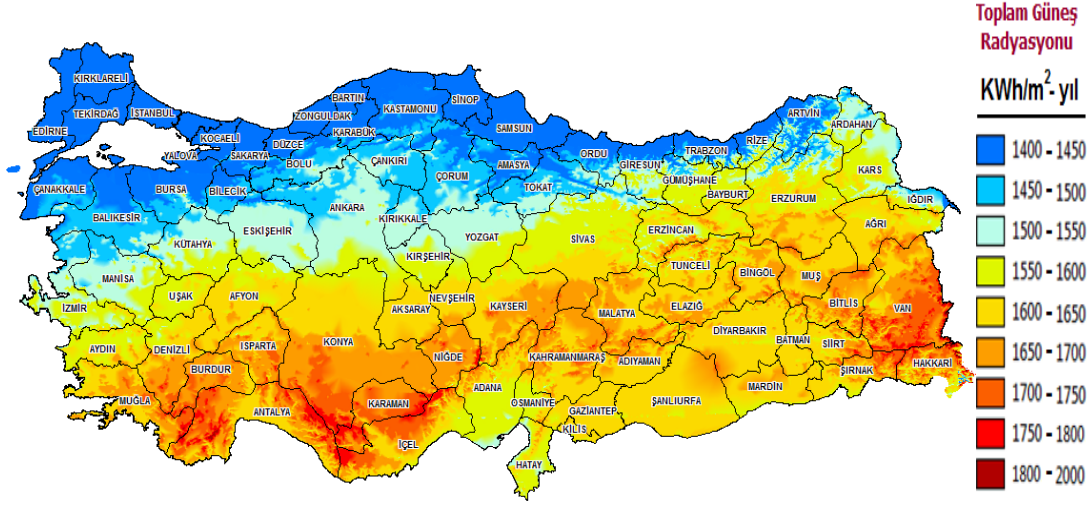 Toplam Güneş
Radyasyonu
KWh/m²- yıl
1400 - 1450
1450 - 1500
1500 - 1550
1550 - 1600
1600 - 1650
1650 - 1700
1700 - 1750
1750 - 1800
1800 - 2000
KIRKLARELİ
TEKİRDAĞ
İSTANBUL
EDİRNE
KOCAELİ
YALOVA
SAKARYA
DÜZCE
BOLU
ZONGULDAK
BARTIN
KARABÜK
KASTAMONU
SİNOP
SAMSUN
ÇANKIRI
ÇORUM
AMASYA
TOKAT
ORDU
GİRESUN
TRABZON
GÜMÜŞHANE
RİZE
ARTVİN
ARDAHAN
KARS
BAYBURT
ERZURUM
IĞDIR
AĞRI
ÇANAKKALE
BURSA
BİLECİK
BALIKESİR
KÜTAHYA
ESKİŞEHİR
ANKARA
KIRIKKALE
YOZGAT
KIRŞEHİR
SİVAS
ERZİNCAN
TUNCELİ
BİNGÖL
MUŞ
MANİSA
İZMİR
UŞAK
AFYON
AKSARAY
NEVŞEHİR
KAYSERİ
MALATYA
ELAZIĞ
BİTLİS
VAN
AYDIN
DENİZLİ
ISPARTA
BURDUR
KONYA
NİĞDE
KAHRAMANMARAŞ
ADIYAMAN
DİYARBAKIR
BATMAN
SİİRT
ŞIRNAK
HAKKARİ
MUĞLA
ANTALYA
KARAMAN
İÇEL
ADANA
OSMANİYE
GAZİANTEP
KİLİS
ŞANLIURFA
MARDİN
HATAY